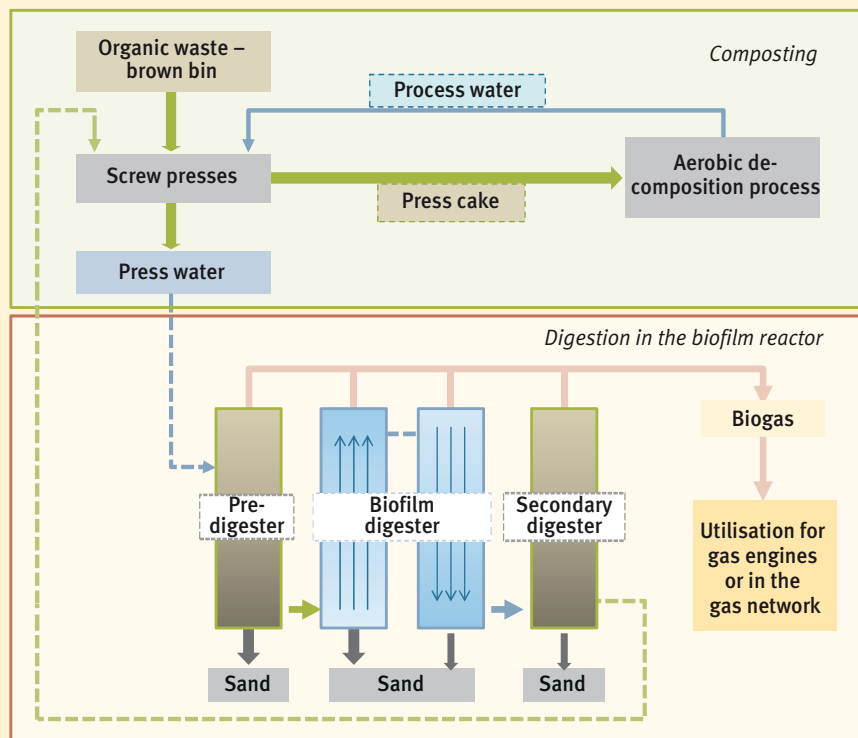 Organic waste –
brown bin
Composting
Process water
Screw presses
Aerobic de-
composition process
Press cake
Press water
Digestion in the biofilm reactor
Biogas
Pre-
digester
Biofilm
digester
Secondary
digester
Utilisation for
gas engines
or in the
gas network
Sand
Sand
Sand